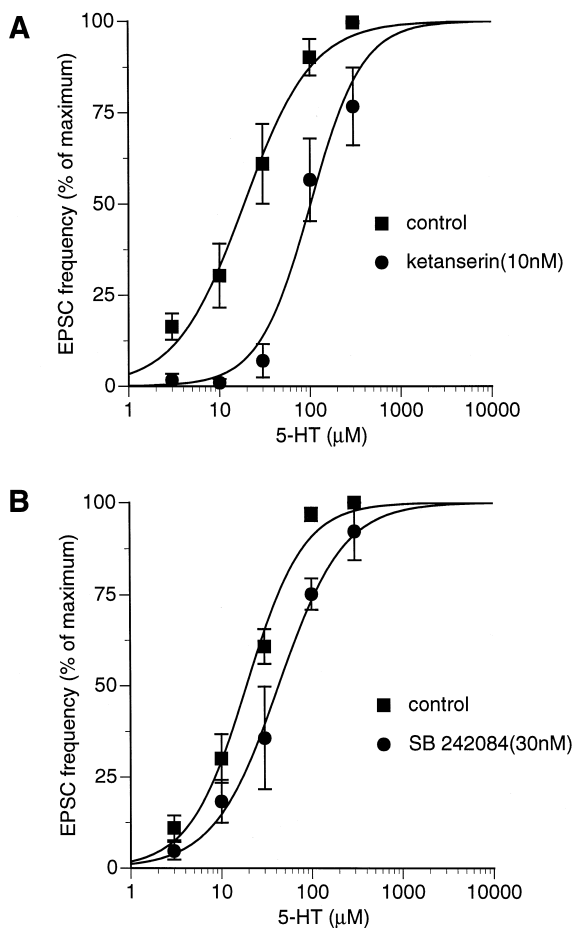 A
EPSC frequency (% of maximum)
100
75
50
25
0
control
ketanserin(10nM)
1
10
100
1000
10000
5-HT (μM)
B
EPSC frequency (% of maximum)
100
75
50
25
0
control
SB 242084(30nM)
1
10
100
1000
10000
5-HT (μM)